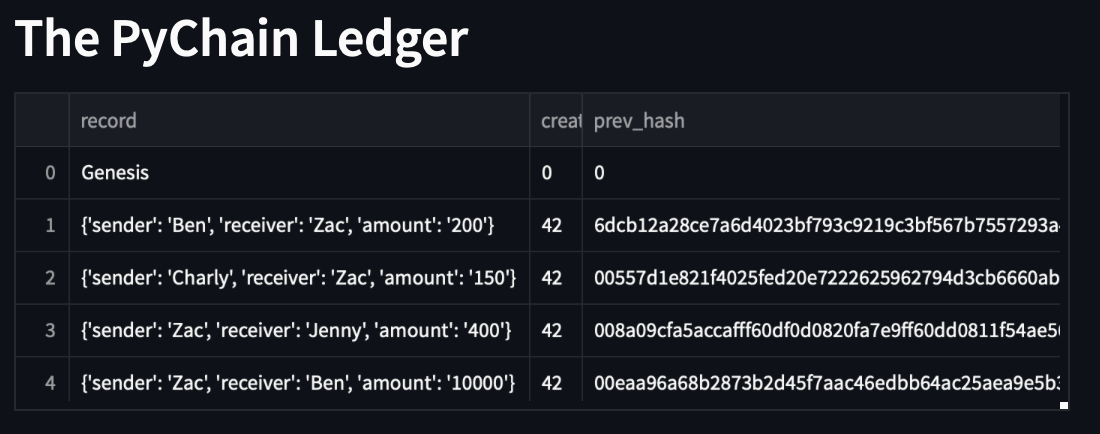 The PyChain Ledger
record creat prev_hash
0 Genesis 0 0
1 {'sender': 'Ben', 'receiver': 'Zac', 'amount': '200'} 42 6dcb12a28ce7a6d4023bf793c9219c3bf567b7557293a
2 {'sender': 'Charly', 'receiver': 'Zac', 'amount': '150'} 42 00557d1e821f4025fed20e7222625962794d3cb6660ab
3 {'sender': 'Zac', 'receiver': 'Jenny', 'amount': '400'} 42 008a09cfa5accafff60df0d0820fa7e9ff60dd0811f54ae5
4 {'sender': 'Zac', 'receiver': 'Ben', 'amount': '10000'} 42 00eaa96a68b2873b2d45f7aac46edbb64ac25aea9e5b